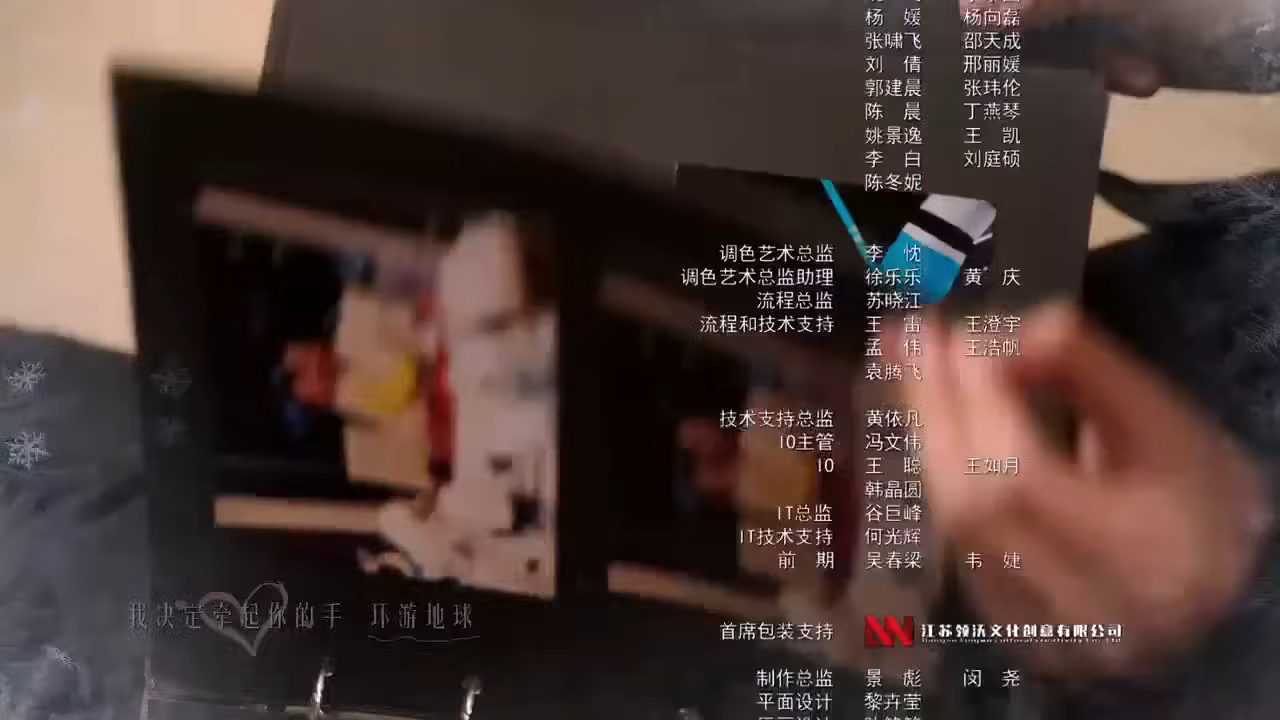 杨 媛 杨向磊
张啸飞 邵天成
刘 倩 邢丽媛
郭建晨 张玮伦
陈 晨 丁燕琴
姚景逸 王 凯
李 白 刘庭硕
陈冬妮
调色艺术总监 李 忱
调色艺术总监助理 徐乐乐 黄 庆
流程总监 苏晓江
流程和技术支持 王 雷 王澄宇
孟 伟 王浩帆
袁腾飞
技术支持总监 黄依凡
IO主管 冯文伟
IO 王 聪 王如月
韩晶圆
IT总监 谷巨峰
IT技术支持 何光辉
前 期 吴春梁 韦 婕
我决定牵起你的手 环游地球
首席包装支持 江苏领沃文化创意有限公司
制作总监 景 彪 闵 尧
平面设计 黎卉莹